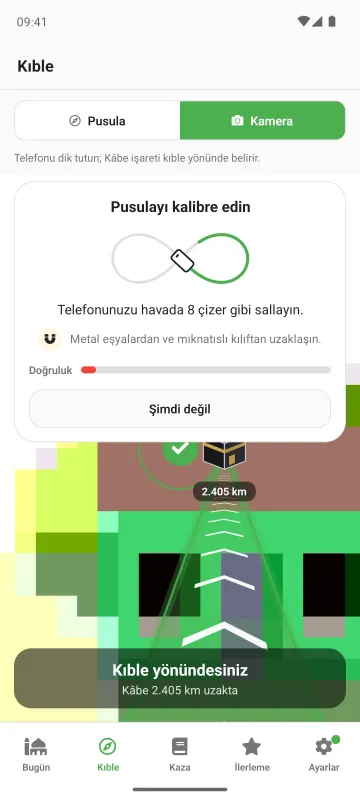 09:41
Kıble
Pusula
Kamera
Telefonu dik tutun; Kâbe işareti kıble yönünde belirir.
Pusulayı kalibre edin
Telefonunuzu havada 8 çizer gibi sallayın.
Metal eşyalardan ve mıknatıslı kılıftan uzaklaşın.
Doğruluk
Şimdi değil
2.405 km
Kıble yönündesiniz
Kâbe 2.405 km uzakta
Bugün
Kıble
Kaza
İlerleme
Ayarlar